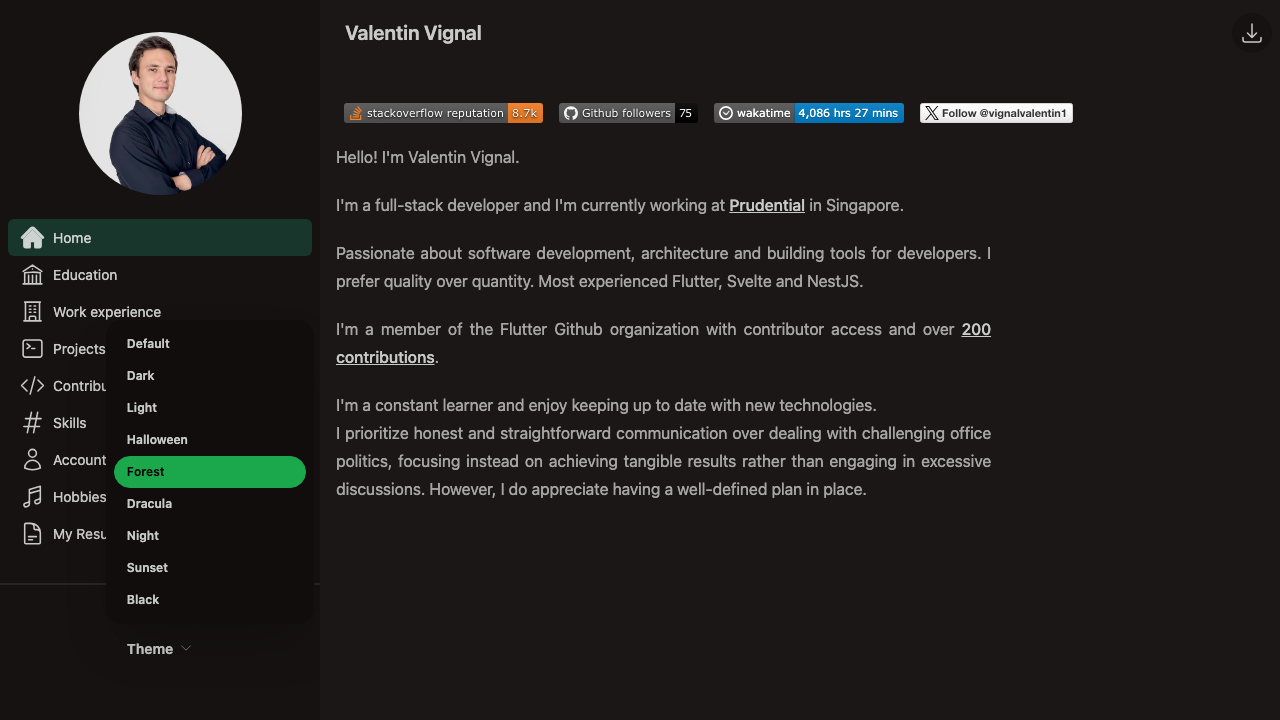 Valentin Vignal
stackoverflow reputation 8.7k
Github followers 75
wakatime 4,086 hrs 27 mins
Follow @vignalvalentin1
Hello! I'm Valentin Vignal.
I'm a full-stack developer and I'm currently working at Prudential in Singapore.
Passionate about software development, architecture and building tools for developers. I
prefer quality over quantity. Most experienced Flutter, Svelte and NestJS.
I'm a member of the Flutter Github organization with contributor access and over 200
contributions.
I'm a constant learner and enjoy keeping up to date with new technologies.
I prioritize honest and straightforward communication over dealing with challenging office
politics, focusing instead on achieving tangible results rather than engaging in excessive
discussions. However, I do appreciate having a well-defined plan in place.
Home
Education
Work experience
Projects
Contribu
Skills
Account
Hobbies
My Resu
Default
Dark
Light
Halloween
Forest
Dracula
Night
Sunset
Black
Theme